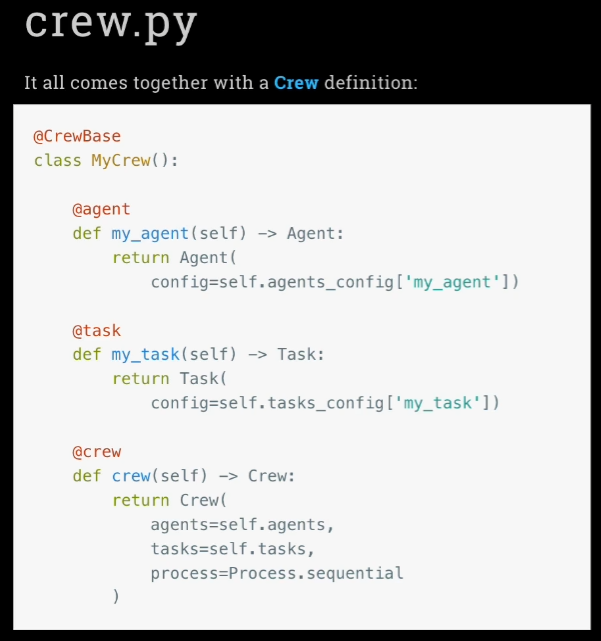 crew.py
It all comes together with a Crew definition:
@CrewBase
class MyCrew():
@agent
def my_agent(self) -> Agent:
return Agent(
config=self.agents_config['my_agent'])
@task
def my_task(self) -> Task:
return Task(
config=self.tasks_config['my_task'])
@crew
def crew(self) -> Crew:
return Crew(
agents=self.agents,
tasks=self.tasks,
process=Process.sequential
)